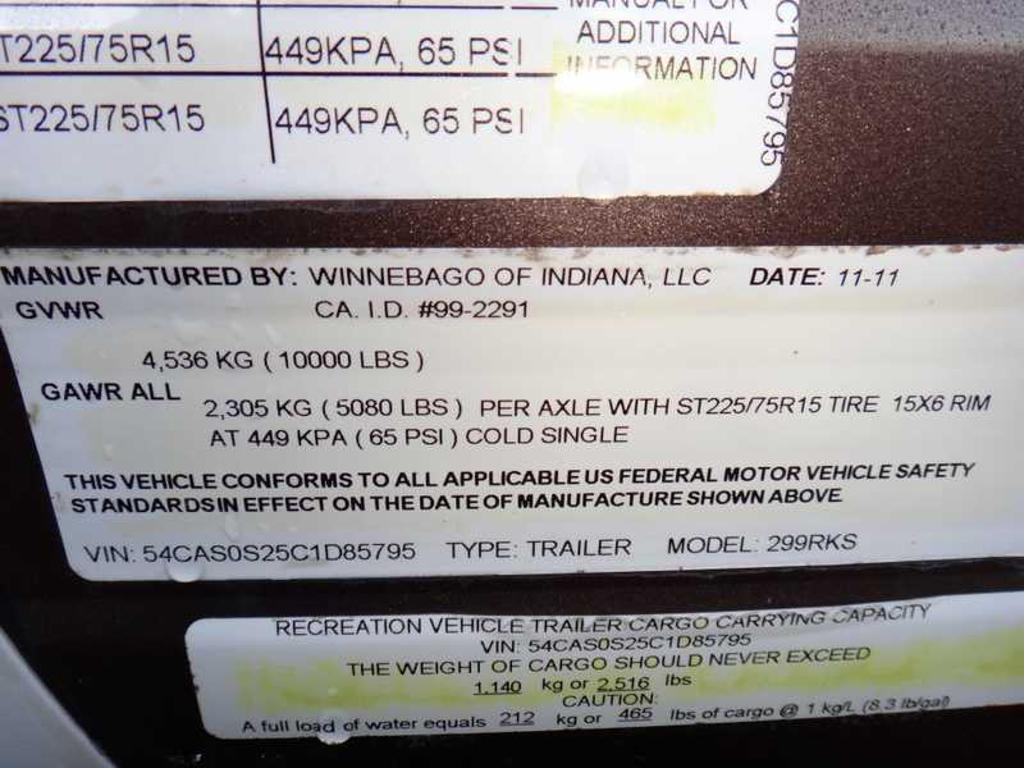 MANUAL FOR
T225/75R15 449KPA, 65 PSI ADDITIONAL
INFORMATION
ST225/75R15 449KPA, 65 PSI
C1D85795
MANUFACTURED BY: WINNEBAGO OF INDIANA, LLC DATE: 11-11
GVWR CA. I.D. #99-2291
4,536 KG ( 10000 LBS )
GAWR ALL
2,305 KG ( 5080 LBS ) PER AXLE WITH ST225/75R15 TIRE 15X6 RIM
AT 449 KPA ( 65 PSI ) COLD SINGLE
THIS VEHICLE CONFORMS TO ALL APPLICABLE US FEDERAL MOTOR VEHICLE SAFETY
STANDARDS IN EFFECT ON THE DATE OF MANUFACTURE SHOWN ABOVE
VIN: 54CAS0S25C1D85795 TYPE: TRAILER MODEL: 299RKS
RECREATION VEHICLE TRAILER CARGO CARRYING CAPACITY
VIN: 54CAS0S25C1D85795
THE WEIGHT OF CARGO SHOULD NEVER EXCEED
1,140 kg or 2,516 lbs
CAUTION:
A full load of water equals 212 kg or 465 lbs of cargo @ 1 kg/L (8.3 lb/gal)